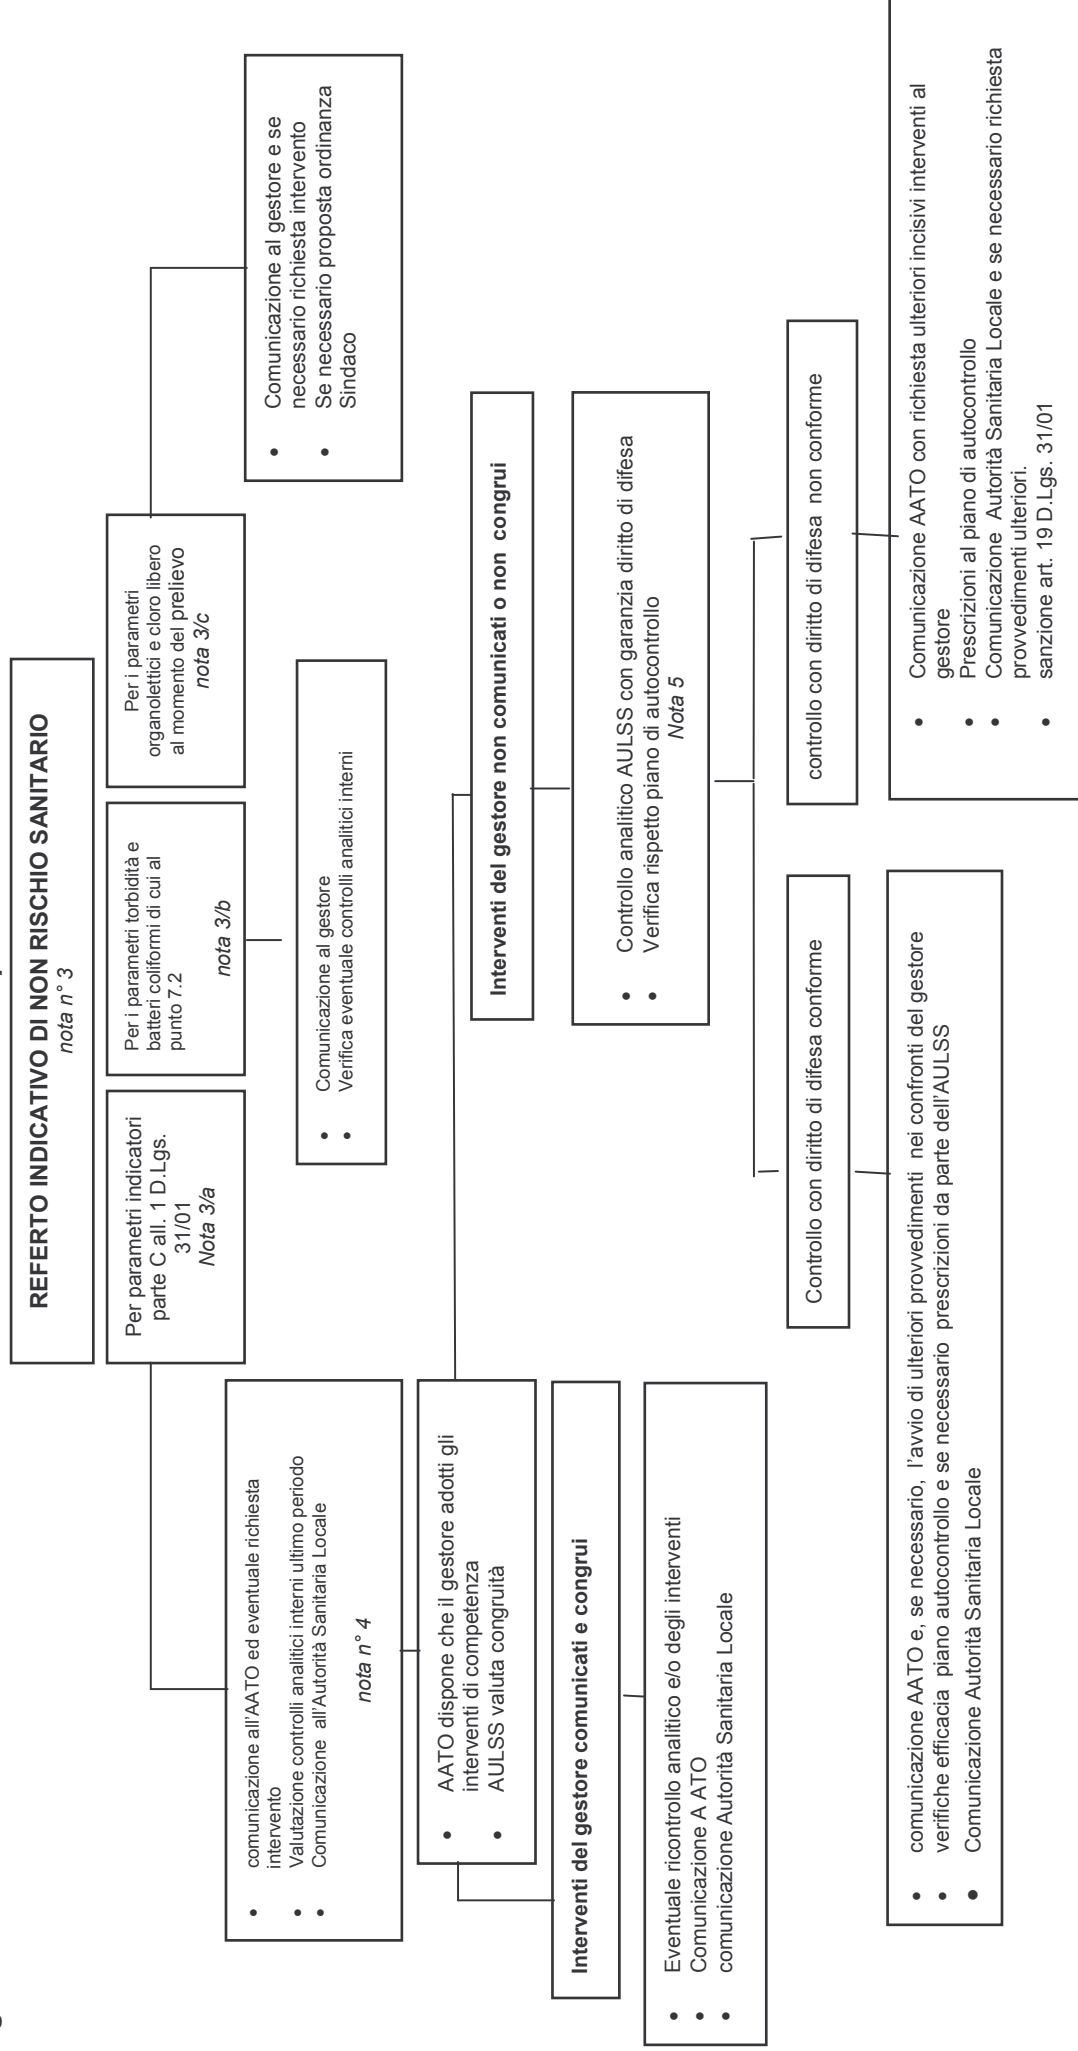 REFERTO INDICATIVO DI NON RISCHIO SANITARIO
nota n° 3
Per parametri indicatori
parte C all. 1 D.Lgs.
31/01
Nota 3/a
Per i parametri torbidità e
batteri coliformi di cui al
punto 7.2
nota 3/b
Per i parametri
organolettici e cloro libero
al momento del prelievo
nota 3/c
• comunicazione all'AATO ed eventuale richiesta
intervento
• Valutazione controlli analitici interni ultimo periodo
• Comunicazione all'Autorità Sanitaria Locale
nota n° 4
• Comunicazione al gestore
• Verifica eventuale controlli analitici interni
• Comunicazione al gestore e se
necessario richiesta intervento
• Se necessario proposta ordinanza
Sindaco
• AATO dispone che il gestore adotti gli
interventi di competenza
• AULSS valuta congruità
Interventi del gestore non comunicati o non congrui
Interventi del gestore comunicati e congrui
• Controllo analitico AULSS con garanzia diritto di difesa
• Verifica rispetto piano di autocontrollo
Nota 5
• Eventuale ricontrollo analitico e/o degli interventi
• Comunicazione A ATO
• comunicazione Autorità Sanitaria Locale
Controllo con diritto di difesa conforme
controllo con diritto di difesa non conforme
• comunicazione AATO e, se necessario, l'avvio di ulteriori provvedimenti nei confronti del gestore
• verifiche efficacia piano autocontrollo e se necessario prescrizioni da parte dell'AULSS
• Comunicazione Autorità Sanitaria Locale
• Comunicazione AATO con richiesta ulteriori incisivi interventi al
gestore
• Prescrizioni al piano di autocontrollo
• Comunicazione Autorità Sanitaria Locale e se necessario richiesta
provvedimenti ulteriori.
• sanzione art. 19 D.Lgs. 31/01